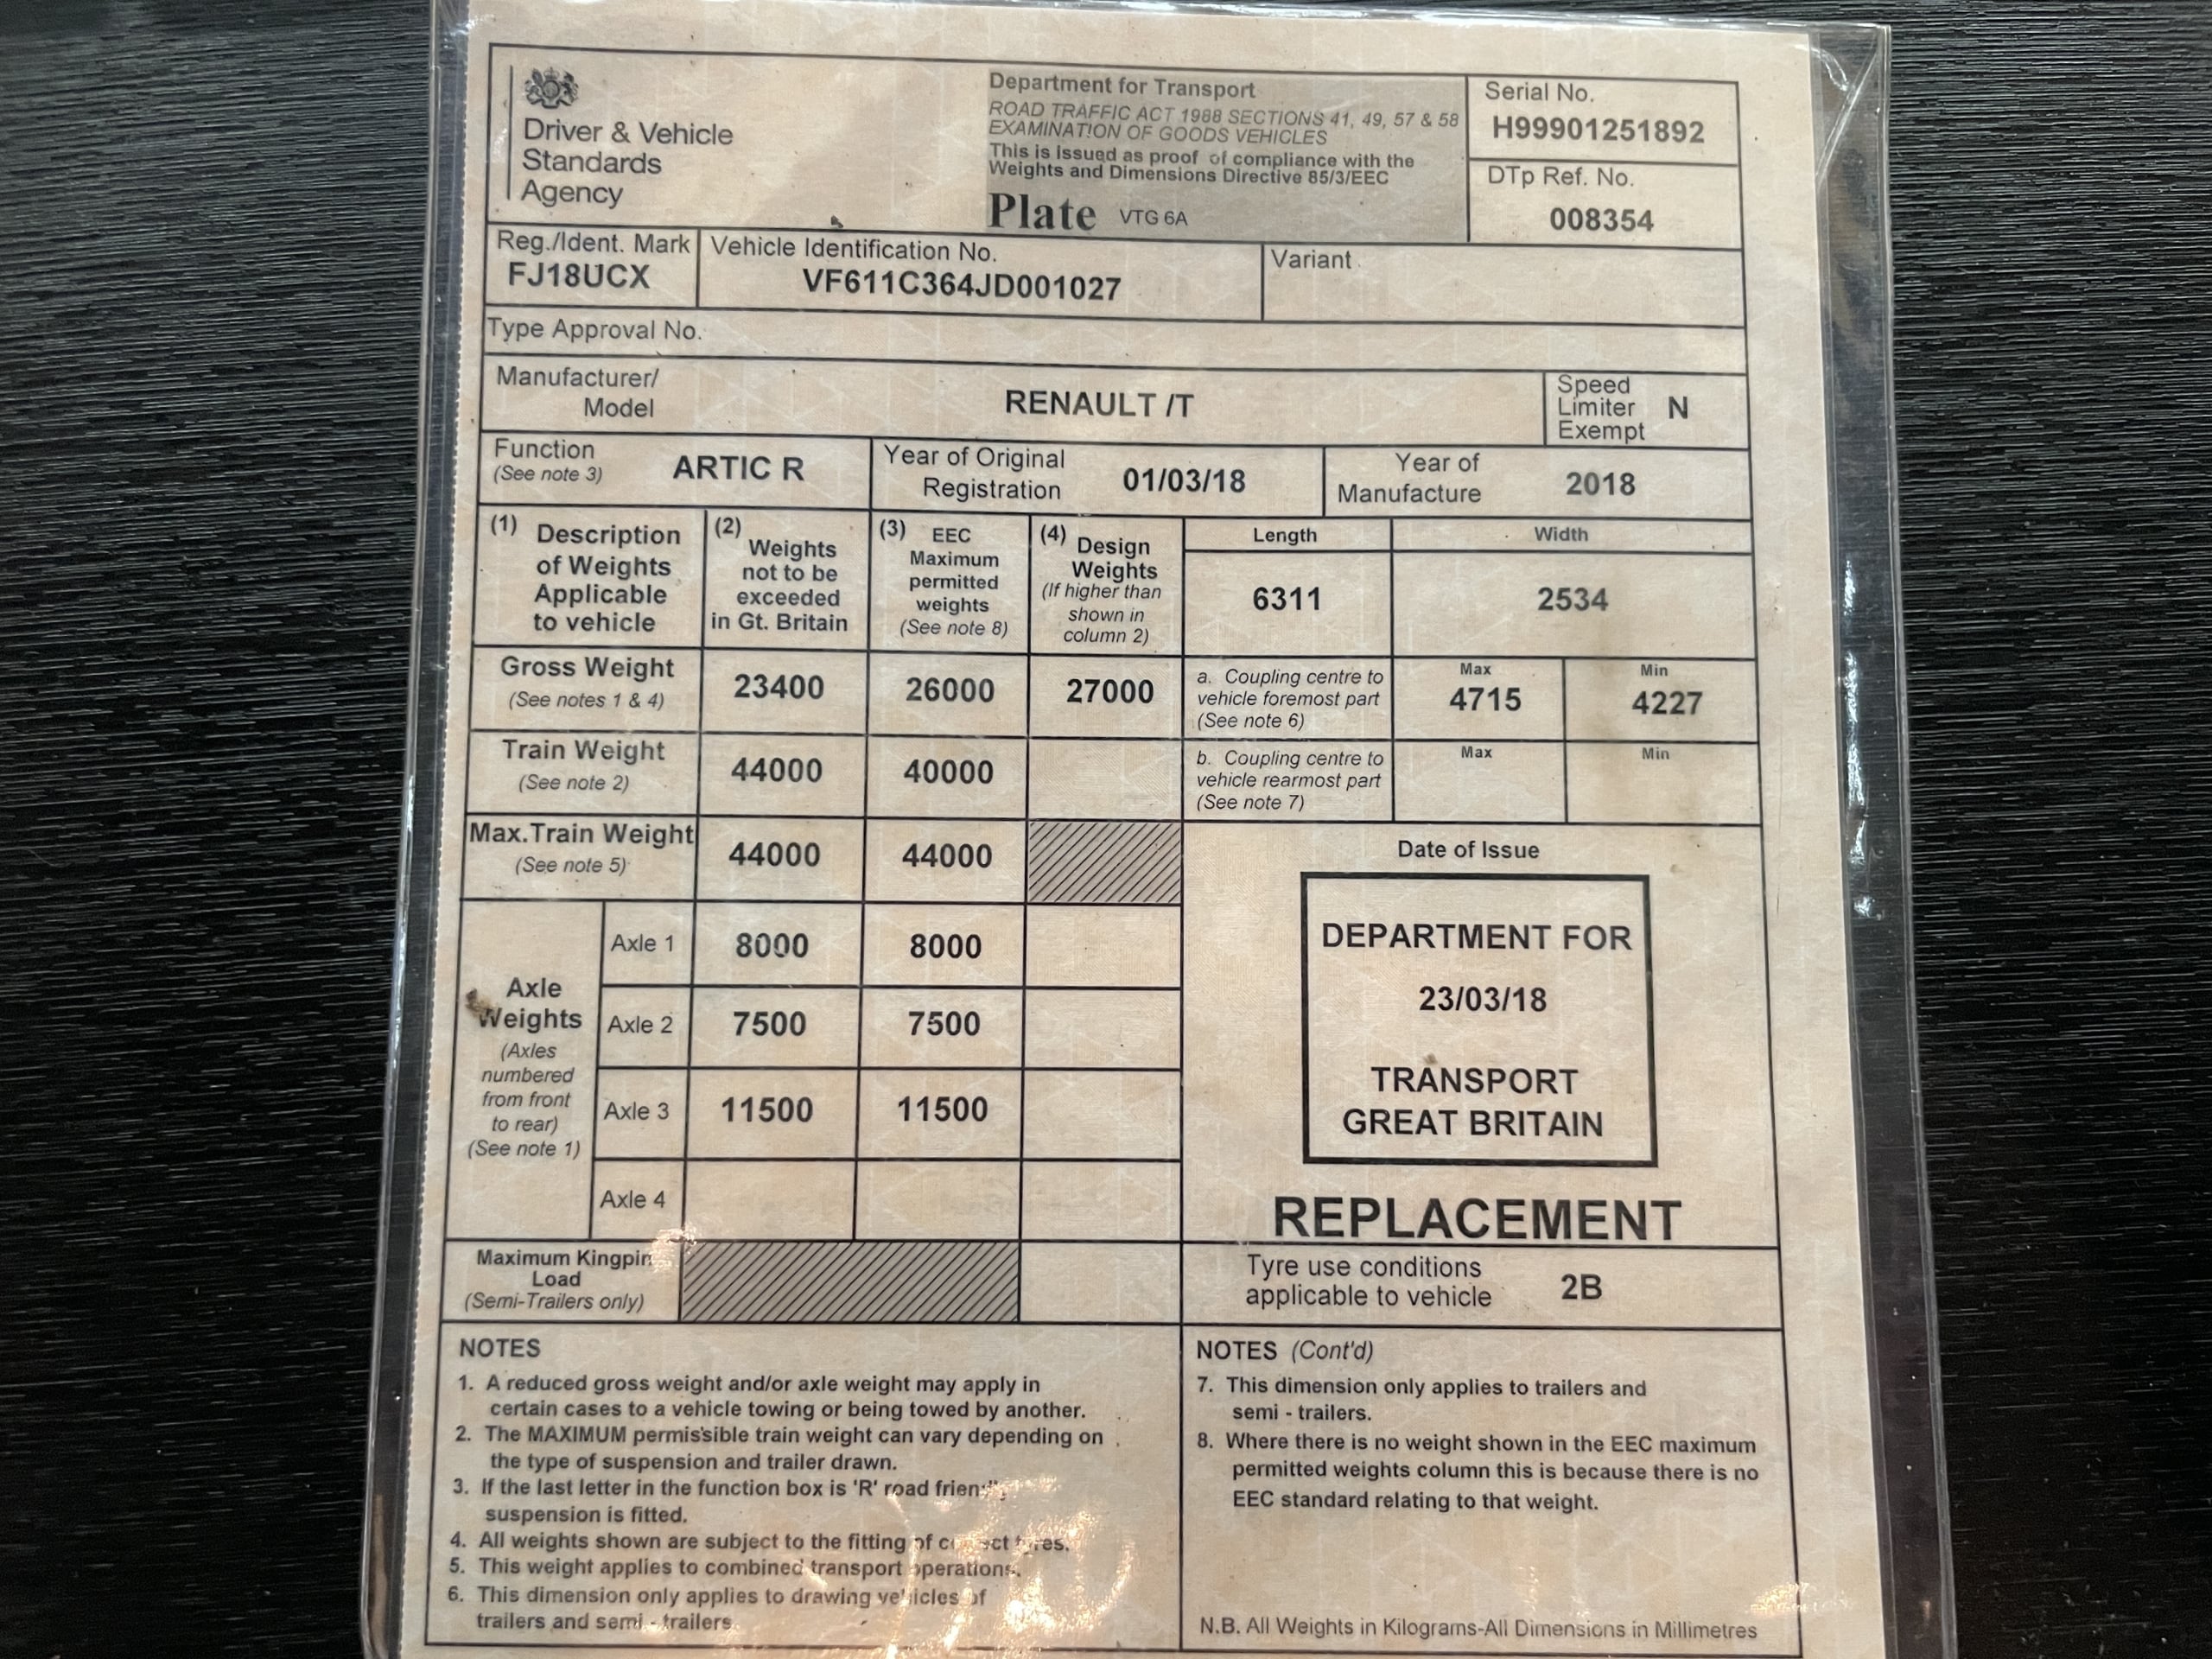 Driver & Vehicle
Standards
Agency
Department for Transport
ROAD TRAFFIC ACT 1988 SECTIONS 41, 49, 57 & 58
EXAMINATION OF GOODS VEHICLES
This is issued as proof of compliance with the
Weights and Dimensions Directive 85/3/EEC
Plate VTG 6A
Serial No.
H99901251892
DTp Ref. No.
008354
Reg./Ident. Mark
FJ18UCX
Vehicle Identification No.
VF611C364JD001027
Variant
Type Approval No.
Manufacturer/
Model
RENAULT /T
Speed
Limiter N
Exempt
Function
(See note 3)
ARTIC R
Year of Original
Registration
01/03/18
Year of
Manufacture
2018
(1) Description
of Weights
Applicable
to vehicle
(2) Weights
not to be
exceeded
in Gt. Britain
(3) EEC
Maximum
permitted
weights
(See note 8)
(4) Design
Weights
(If higher than
shown in
column 2)
Length
6311
Width
2534
Gross Weight
(See notes 1 & 4)
23400
26000
27000
a. Coupling centre to
vehicle foremost part
(See note 6)
Max
4715
Min
4227
Train Weight
(See note 2)
44000
40000
b. Coupling centre to
vehicle rearmost part
(See note 7)
Max
Min
Max.Train Weight
(See note 5)
44000
44000
Axle
Weights
(Axles
numbered
from front
to rear)
(See note 1)
Axle 1
8000
8000
Axle 2
7500
7500
Axle 3
11500
11500
Axle 4
Date of Issue
DEPARTMENT FOR
23/03/18
TRANSPORT
GREAT BRITAIN
REPLACEMENT
Maximum Kingpin
Load
(Semi-Trailers only)
Tyre use conditions
applicable to vehicle
2B
NOTES
1. A reduced gross weight and/or axle weight may apply in
certain cases to a vehicle towing or being towed by another.
2. The MAXIMUM permissible train weight can vary depending on
the type of suspension and trailer drawn.
3. If the last letter in the function box is 'R' road friendly
suspension is fitted.
4. All weights shown are subject to the fitting of correct tyres.
5. This weight applies to combined transport operations.
6. This dimension only applies to drawing vehicles of
trailers and semi - trailers.
NOTES (Cont'd)
7. This dimension only applies to trailers and
semi - trailers.
8. Where there is no weight shown in the EEC maximum
permitted weights column this is because there is no
EEC standard relating to that weight.
N.B. All Weights in Kilograms-All Dimensions in Millimetres